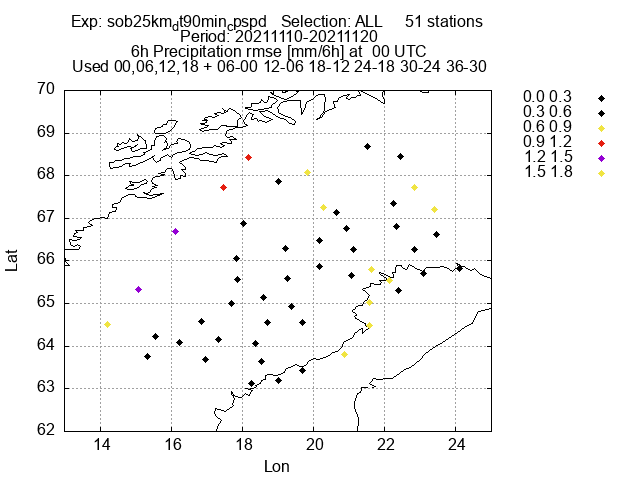 Exp: sob25km_dt90min_cpspd   Selection: ALL     51 stations
Period: 20211110-20211120
6h Precipitation rmse [mm/6h] at  00 UTC
Used 00,06,12,18 + 06-00 12-06 18-12 24-18 30-24 36-30
70
69
68
67
66
65
64
63
62
Lat
14 16 18 20 22 24
Lon
0.0 0.3
0.3 0.6
0.6 0.9
0.9 1.2
1.2 1.5
1.5 1.8